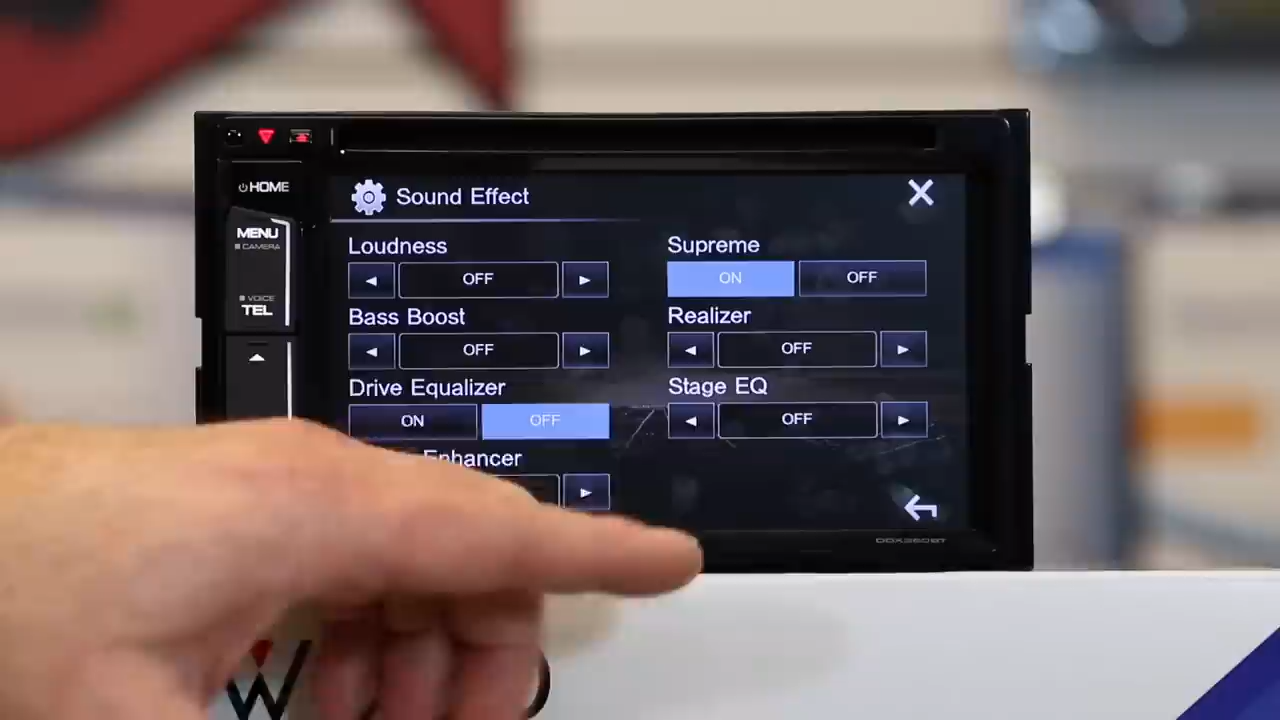 HOME
MENU
CAMERA
VOICE
TEL
Sound Effect
Loudness
OFF
Bass Boost
OFF
Drive Equalizer
ON OFF
Enhancer
Supreme
ON OFF
Realizer
OFF
Stage EQ
OFF
W